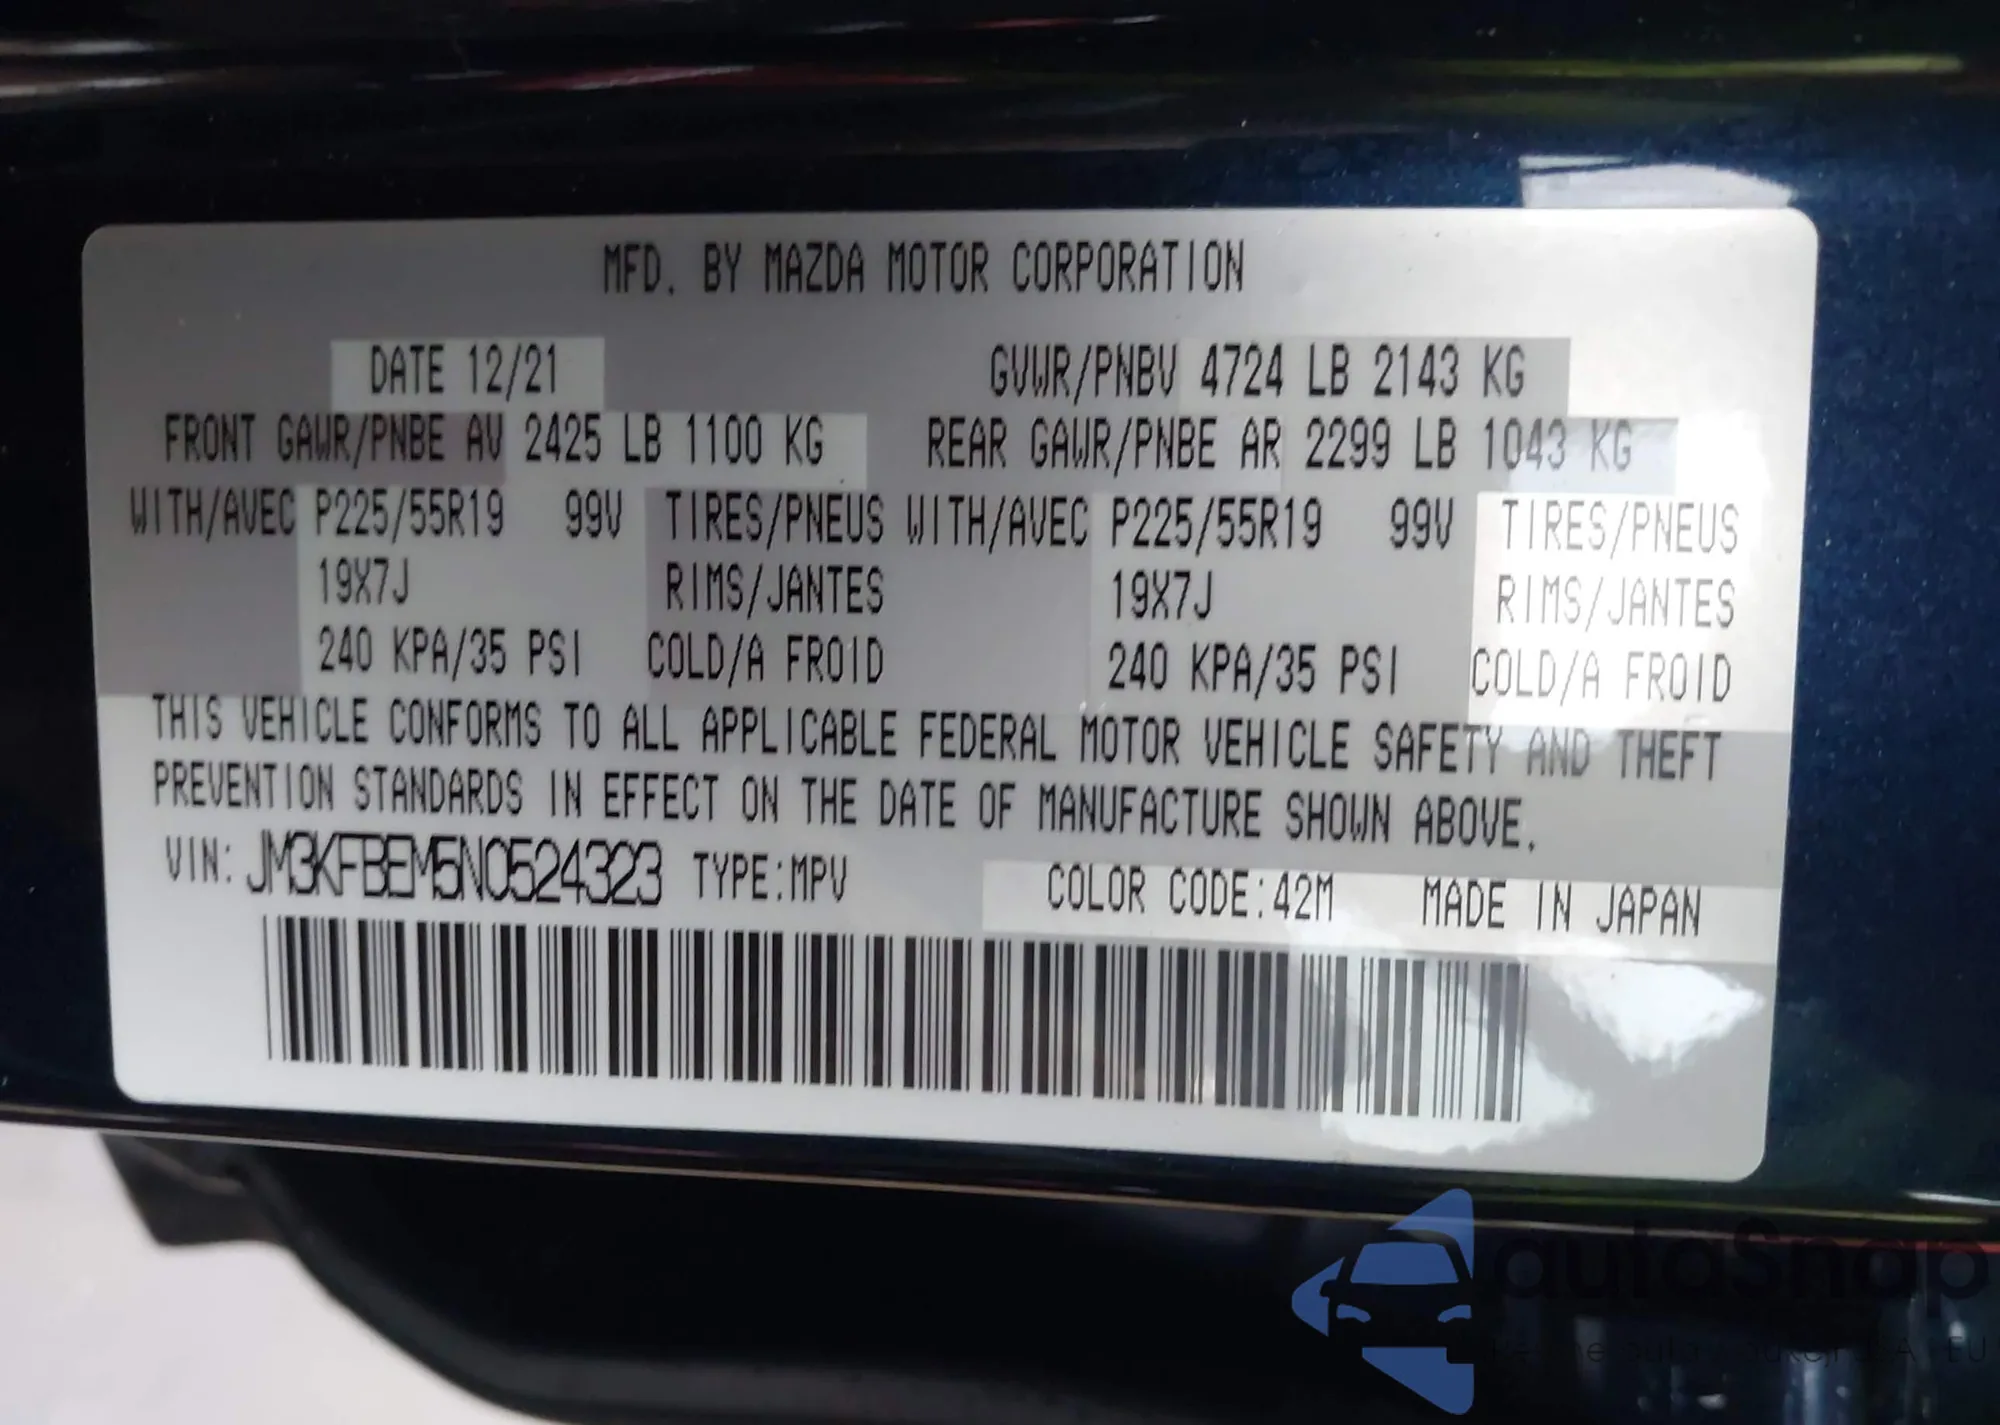 MFD. BY MAZDA MOTOR CORPORATION
DATE 12/21 GVWR/PNBV 4724 LB 2143 KG
FRONT GAWR/PNBE AV 2425 LB 1100 KG REAR GAWR/PNBE AR 2299 LB 1043 KG
WITH/AVEC P225/55R19 99V TIRES/PNEUS WITH/AVEC P225/55R19 99V TIRES/PNEUS
19X7J RIMS/JANTES 19X7J RIMS/JANTES
240 KPA/35 PSI COLD/A FROID 240 KPA/35 PSI COLD/A FROID
THIS VEHICLE CONFORMS TO ALL APPLICABLE FEDERAL MOTOR VEHICLE SAFETY AND THEFT
PREVENTION STANDARDS IN EFFECT ON THE DATE OF MANUFACTURE SHOWN ABOVE.
VIN: JM3KFBEM5N0524323 TYPE:MPV COLOR CODE:42M MADE IN JAPAN
autoSnap